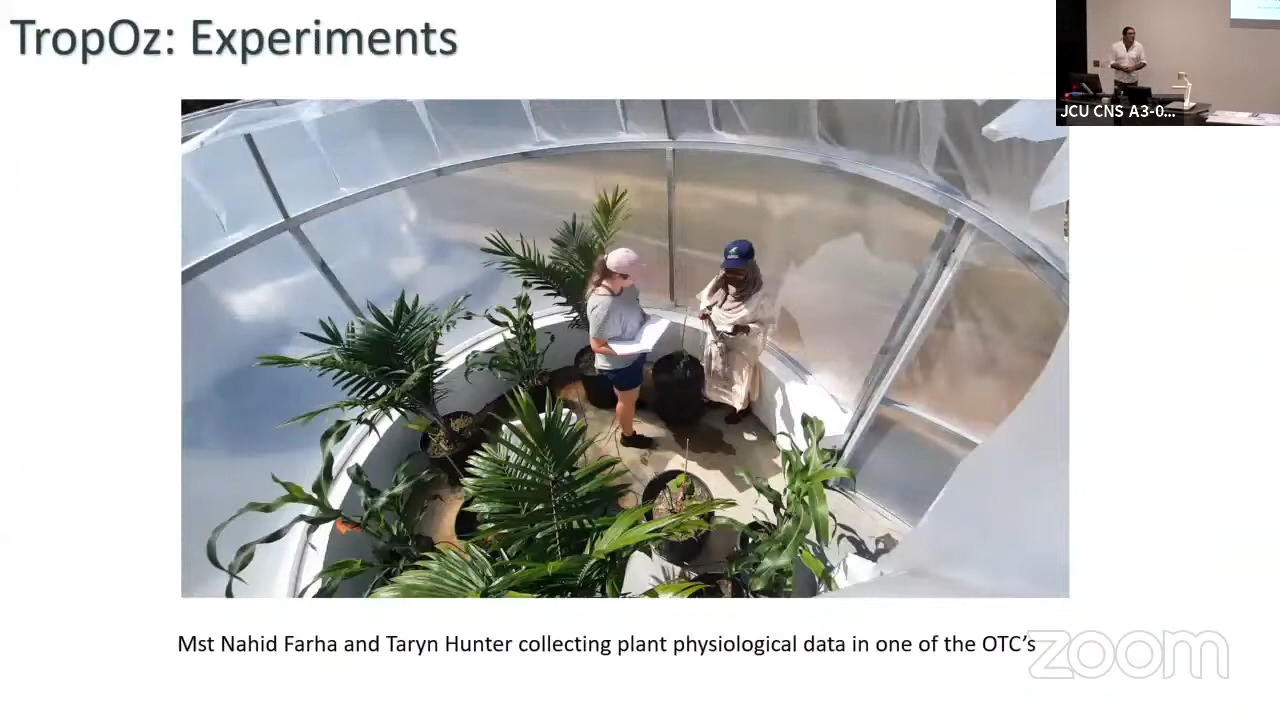 TropOz: Experiments
JCU CNS A3-0...
Mst Nahid Farha and Taryn Hunter collecting plant physiological data in one of the OTC's
zoom